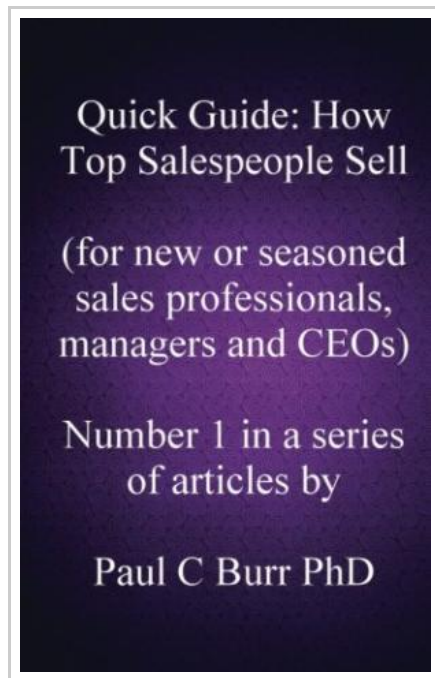 Quick Guide: How
Top Salespeople Sell
(for new or seasoned
sales professionals,
managers and CEOs)
Number 1 in a series
of articles by
Paul C Burr PhD